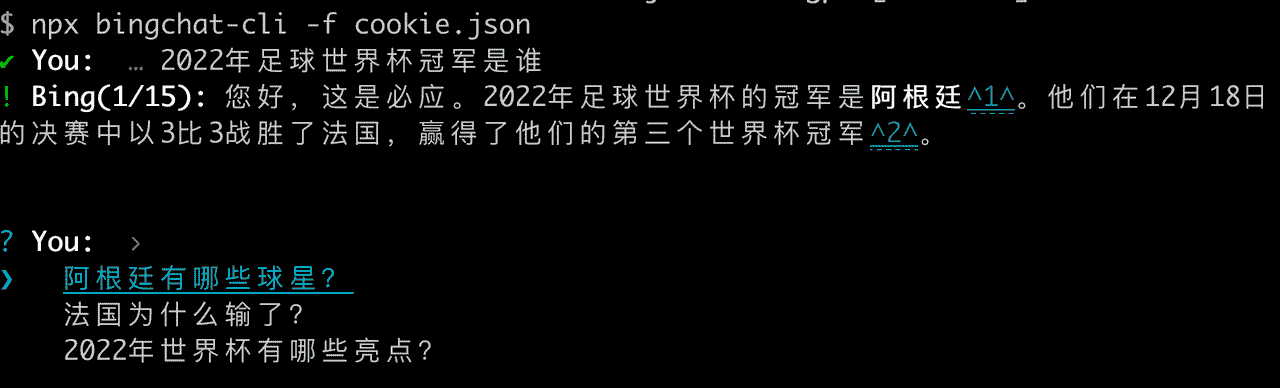 $ npx bingchat-cli -f cookie.json
✔ You: … 2022年足球世界杯冠军是谁
! Bing(1/15): 您好，这是必应。2022年足球世界杯的冠军是阿根廷^1^。他们在12月18日
的决赛中以3比3战胜了法国，赢得了他们的第三个世界杯冠军^2^。
? You: ›
❯ 阿根廷有哪些球星？
法国为什么输了？
2022年世界杯有哪些亮点？